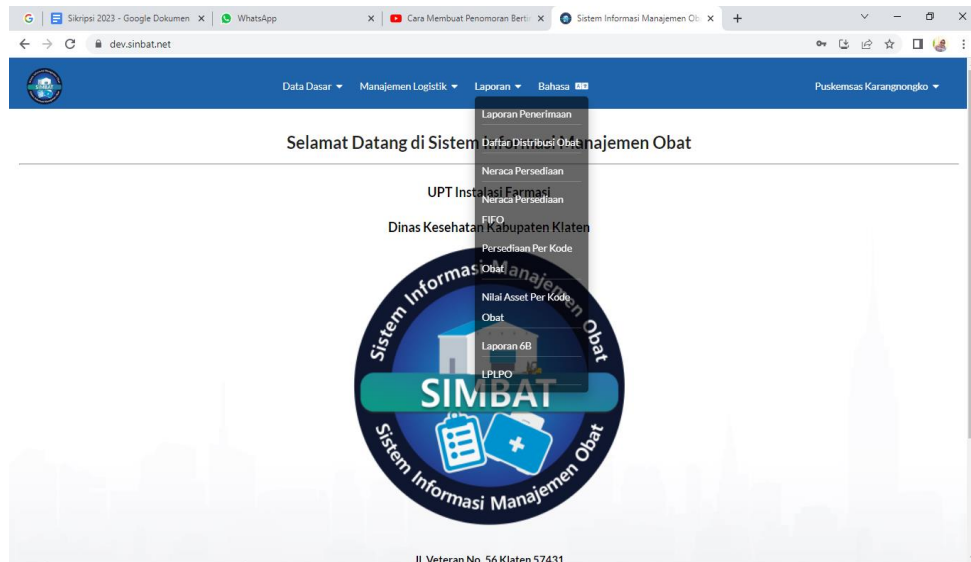 Sikripsi 2023 - Google Dokumen
WhatsApp
Cara Membuat Penomoran Bertin
Sistem Informasi Manajemen Ob
dev.sinbat.net
SIMBAT
Data Dasar
Manajemen Logistik
Laporan
Bahasa
Puskemsas Karangnongko
Laporan Penerimaan
Daftar Distribusi Obat
Neraca Persediaan
Neraca Persediaan
FIFO
Persediaan Per Kode
Obat
Nilai Asset Per Kode
Obat
Laporan 6B
LPLPO
Selamat Datang di Sistem Informasi Manajemen Obat
UPT Instalasi Farmasi
Dinas Kesehatan Kabupaten Klaten
Sistem Informasi Manajemen Obat
SIMBAT
Sistem Informasi Manajemen Obat
Jl. Veteran No. 56 Klaten 57431